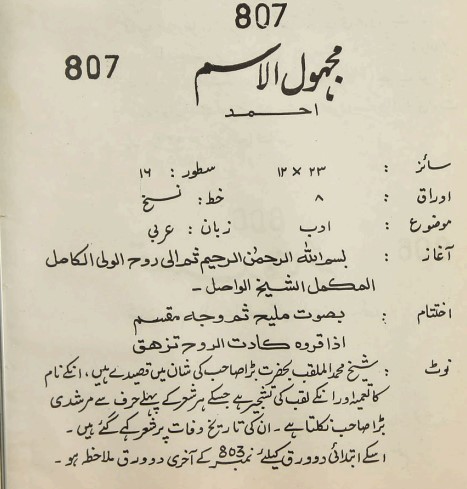 807
807
مجہول الاسم
احمد
سائز : ۲۳ × ۱۲ سطور : ۱۶
اوراق : ۸ خط : نسخ
موضوع : ادب زبان : عربی
آغاز : بسم اللہ الرحمٰن الرحیم ثم الی روح الولی الکامل
المکمل الشیخ الواصل ۔
اختتام : بصوت ملیح ثم وجہ مقسم
اذا قروہ کادت الروح تزھق
نوٹ : شیخ محمد الملقب بحضرت بڑا صاحب کی شان میں قصیدے ہیں ، انکے نام
کا تعمیہ اور انکے لقب کی تشجیر ہے جسکے ہر شعر کے پہلے حرف سے مرشدی
بڑا صاحب نکلتا ہے ۔ ان کی تاریخ وفات پر شعر کہے گئے ہیں ۔
اسکے ابتدائی دو ورق کیلئے نمبر 803 کے آخری دو ورق ملاحظہ ہو ۔